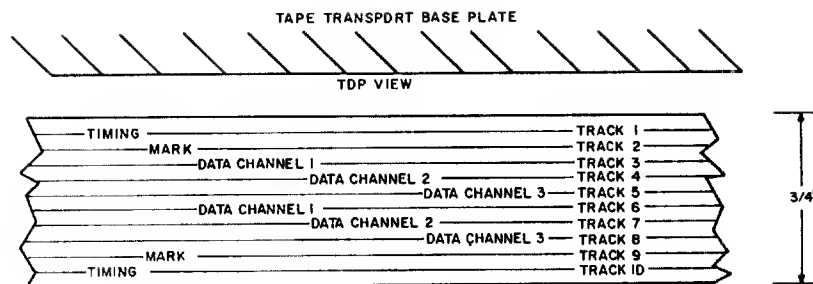 TAPE TRANSPORT BASE PLATE
TOP VIEW
TIMING TRACK 1
MARK TRACK 2
DATA CHANNEL 1 TRACK 3
DATA CHANNEL 2 TRACK 4
DATA CHANNEL 3 TRACK 5
DATA CHANNEL 1 TRACK 6
DATA CHANNEL 2 TRACK 7
DATA CHANNEL 3 TRACK 8
MARK TRACK 9
TIMING TRACK 10
3/4"